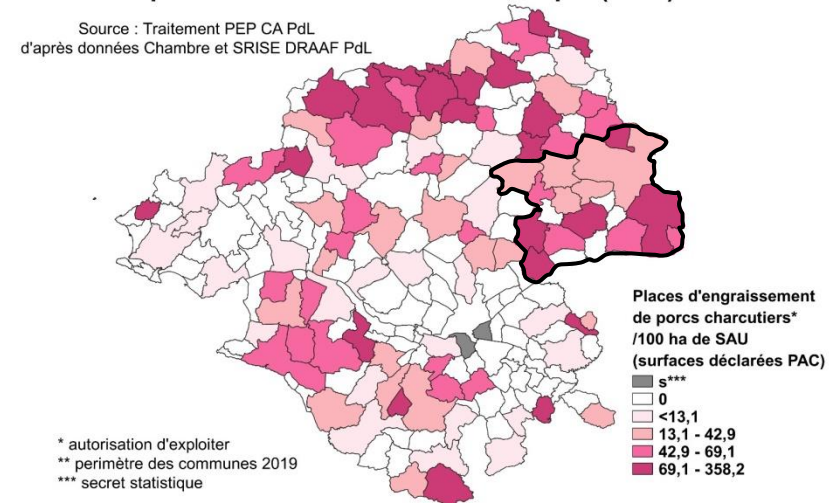 Source : Traitement PEP CA PdL
d'après données Chambre et SRISE DRAAF PdL
Places d'engraissement
de porcs charcutiers*
/100 ha de SAU
(surfaces déclarées PAC)
s***
0
<13,1
13,1 - 42,9
42,9 - 69,1
69,1 - 358,2
* autorisation d'exploiter
** perimètre des communes 2019
*** secret statistique